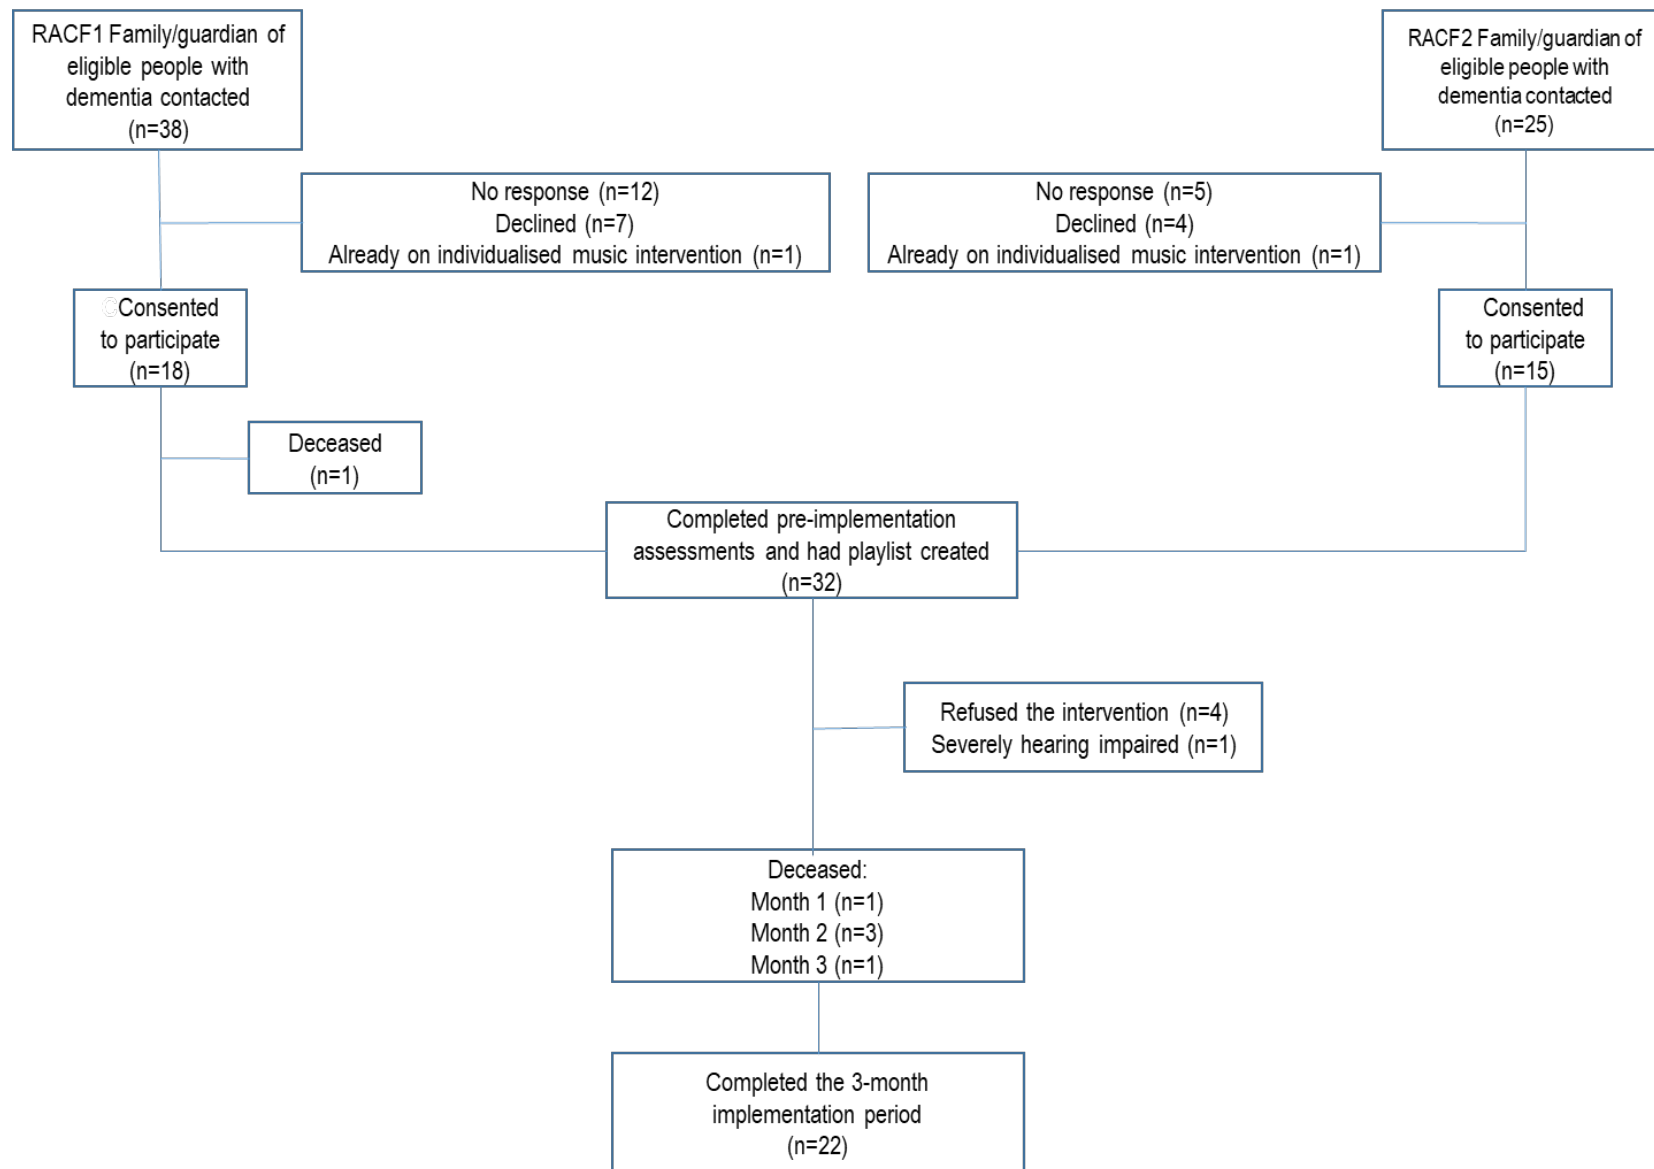 RACF1 Family/guardian of
eligible people with
dementia contacted
(n=38)
RACF2 Family/guardian of
eligible people with
dementia contacted
(n=25)
No response (n=12)
Declined (n=7)
Already on individualised music intervention (n=1)
No response (n=5)
Declined (n=4)
Already on individualised music intervention (n=1)
Consented
to participate
(n=18)
Consented
to participate
(n=15)
Deceased
(n=1)
Completed pre-implementation
assessments and had playlist created
(n=32)
Refused the intervention (n=4)
Severely hearing impaired (n=1)
Deceased:
Month 1 (n=1)
Month 2 (n=3)
Month 3 (n=1)
Completed the 3-month
implementation period
(n=22)